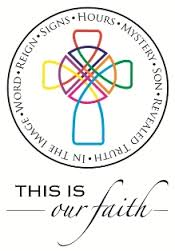 WORD • REIGN • SIGNS • HOURS • MYSTERY • SON • REVEALED TRUTH • IN THE IMAGE •
THIS IS
our faith